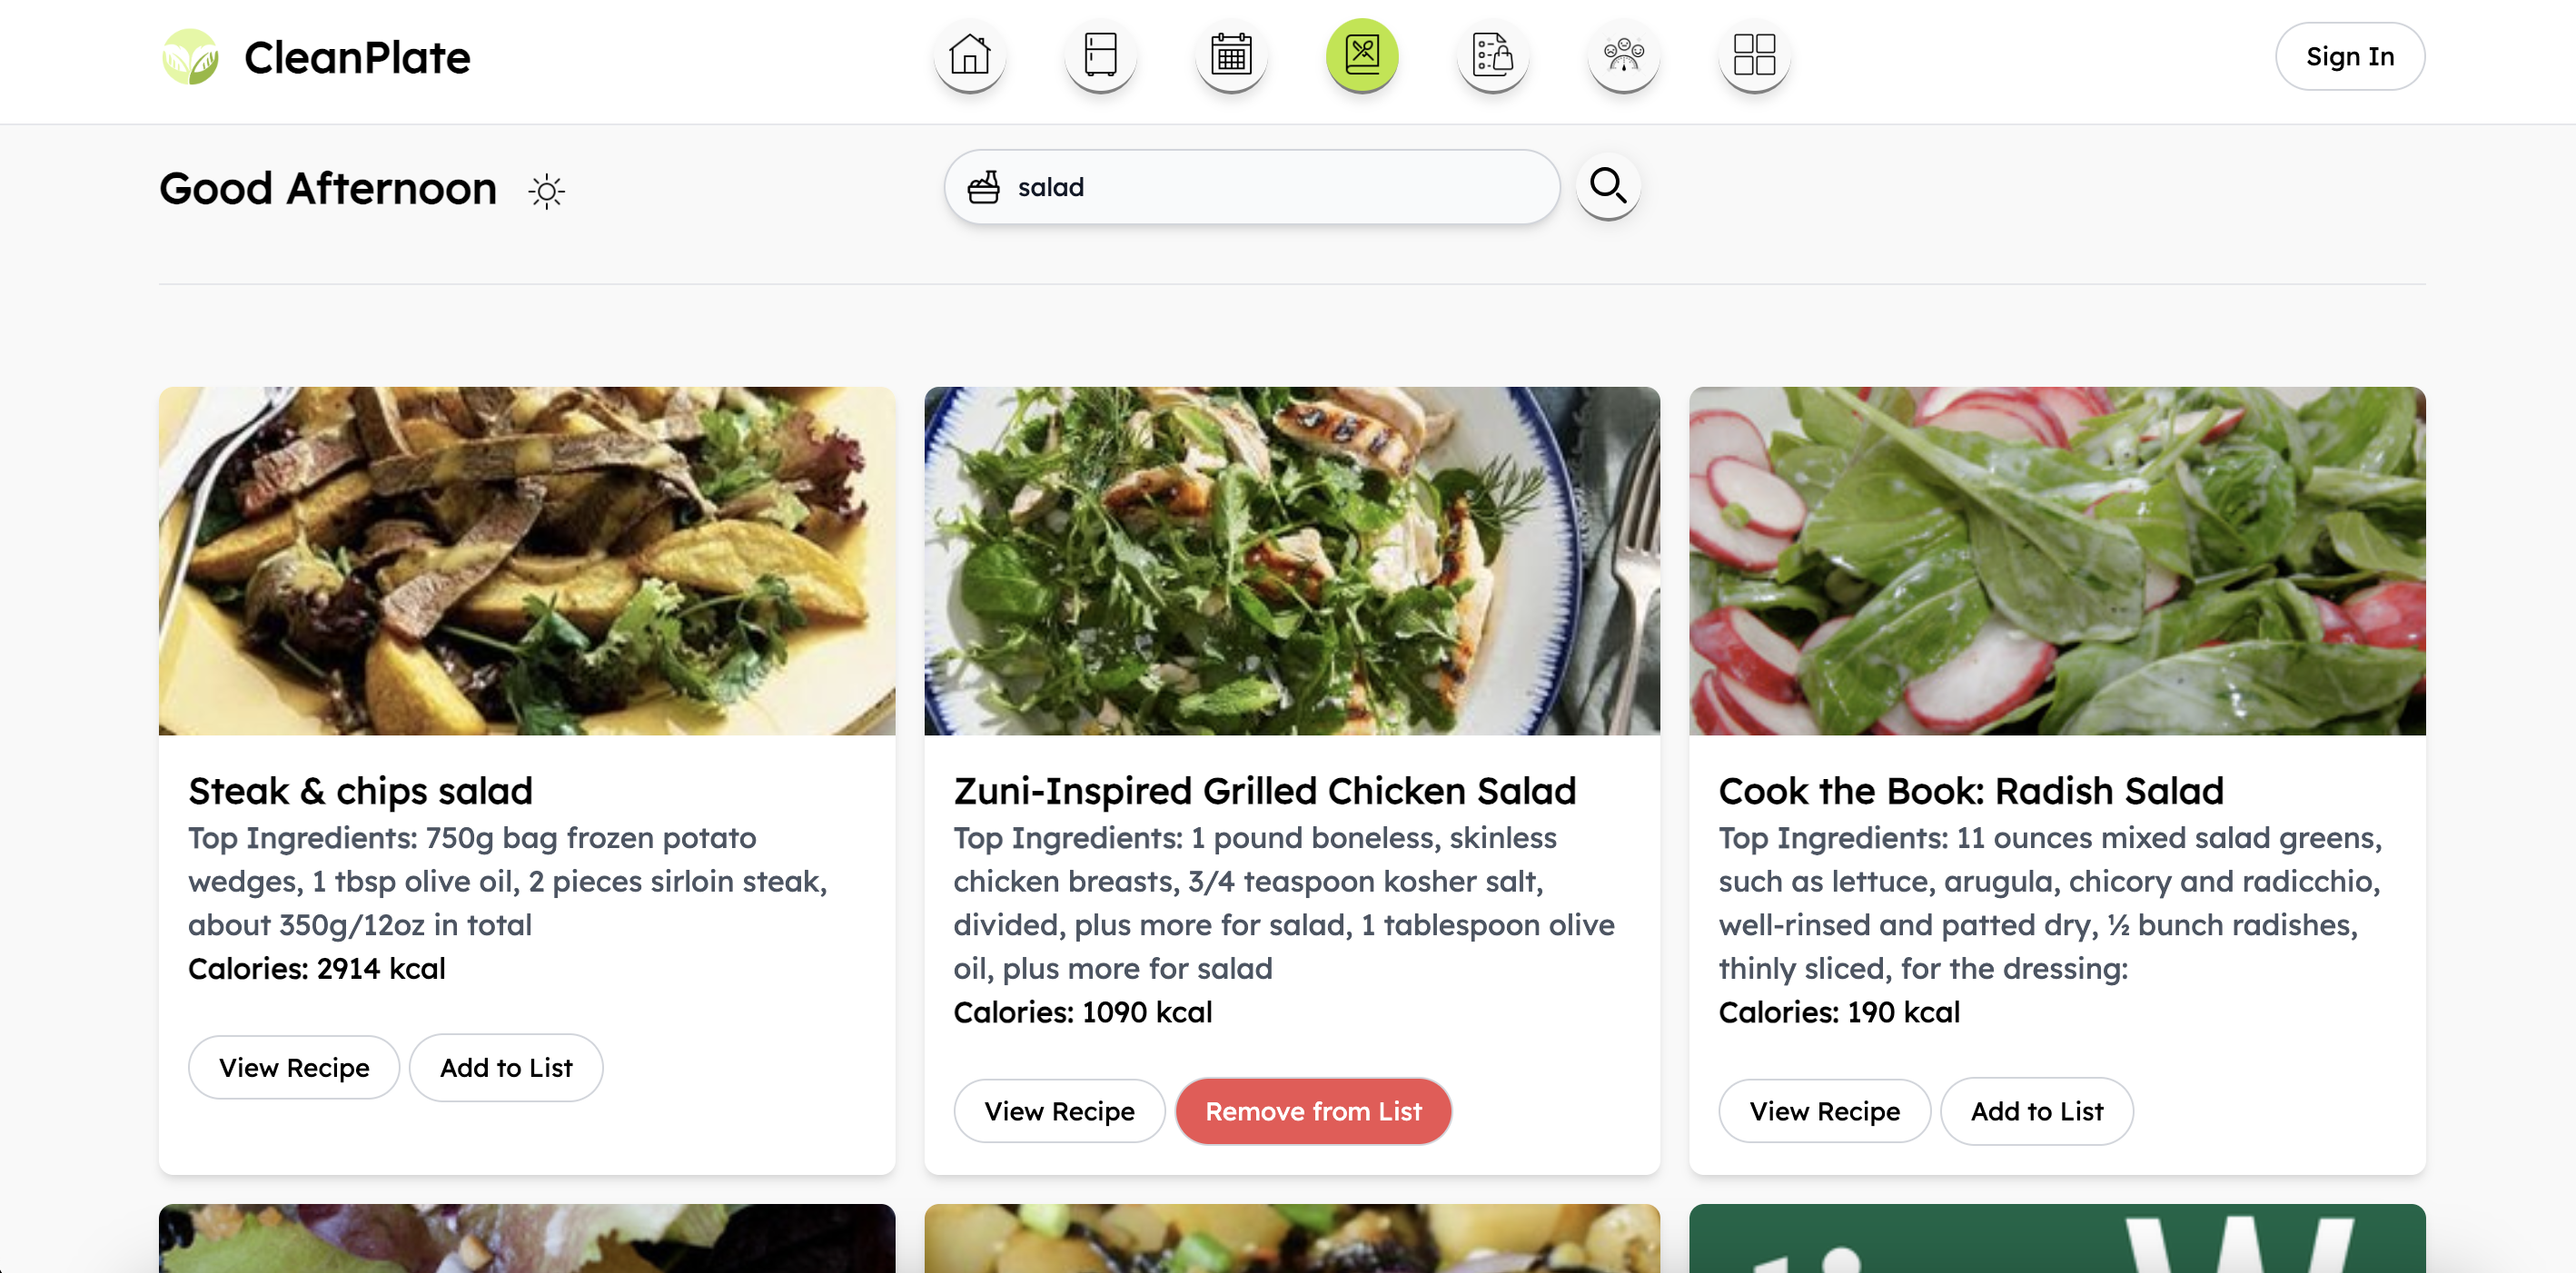 CleanPlate
Sign In
Good Afternoon
salad
Steak & chips salad
Top Ingredients: 750g bag frozen potato
wedges, 1 tbsp olive oil, 2 pieces sirloin steak,
about 350g/12oz in total
Calories: 2914 kcal
View Recipe
Add to List
Zuni-Inspired Grilled Chicken Salad
Top Ingredients: 1 pound boneless, skinless
chicken breasts, 3/4 teaspoon kosher salt,
divided, plus more for salad, 1 tablespoon olive
oil, plus more for salad
Calories: 1090 kcal
View Recipe
Remove from List
Cook the Book: Radish Salad
Top Ingredients: 11 ounces mixed salad greens,
such as lettuce, arugula, chicory and radicchio,
well-rinsed and patted dry, ½ bunch radishes,
thinly sliced, for the dressing:
Calories: 190 kcal
View Recipe
Add to List